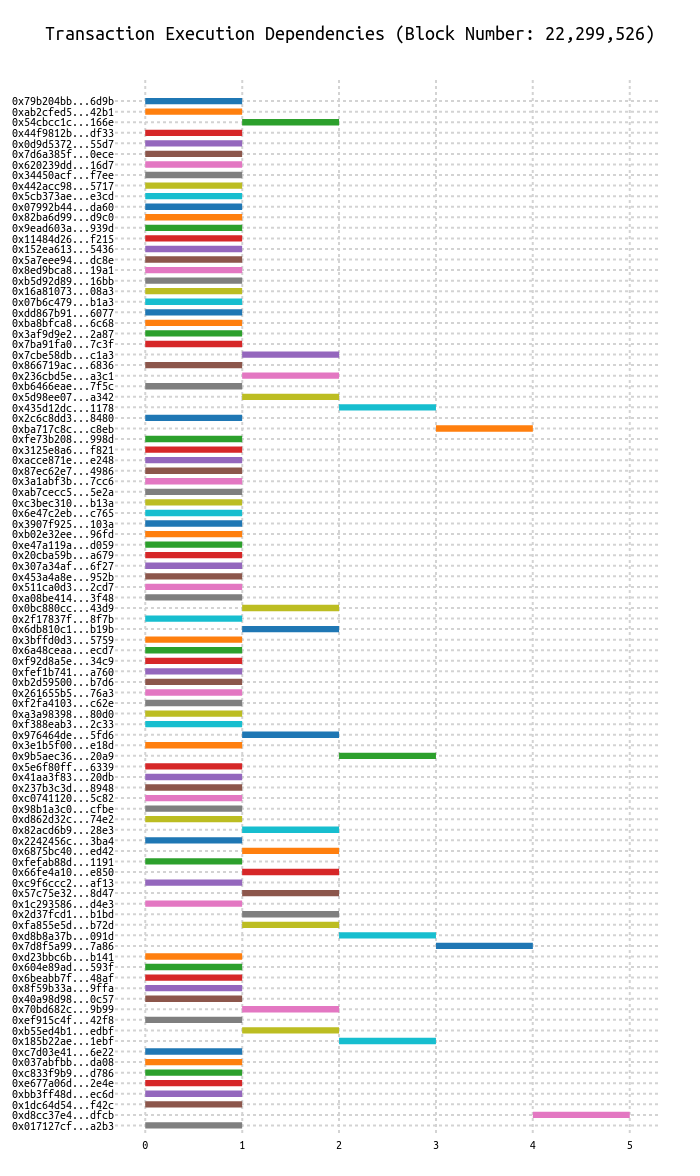 Transaction Execution Dependencies (Block Number: 22,299,526)
0x79b204bb...6d9b
0xab2cfed5...42b1
0x54cbcc1c...166e
0x44f9812b...df33
0x0d9d5372...55d7
0x7d6a385f...0ece
0x620239dd...16d7
0x34450acf...f7ee
0x442acc98...5717
0x5cb373ae...e3cd
0x07992b44...da60
0x82ba6d99...d9c0
0x9ead603a...939d
0x11484d26...f215
0x152ea613...5436
0x5a7eee94...dc8e
0x8ed9bca8...19a1
0xb5d92d89...16bb
0x16a81073...08a3
0x07b6c479...b1a3
0xdd867b91...6077
0xba8bfca8...6c68
0x3af9d9e2...2a87
0x7ba91fa0...7c3f
0x7cbe58db...c1a3
0x866719ac...6836
0x236cbd5e...a3c1
0xb6466eae...7f5c
0x5d98ee07...a342
0x435d12dc...1178
0x2c6c8dd3...8480
0xba717c8c...c8eb
0xfe73b208...998d
0x3125e8a6...f821
0xacce871e...e248
0x87ec62e7...4986
0x3a1abf3b...7cc6
0xab7cecc5...5e2a
0xc3bec310...b13a
0x6e47c2eb...c765
0x3907f925...103a
0xb02e32ee...96fd
0xe47a119a...d059
0x20cba59b...a679
0x307a34af...6f27
0x453a4a8e...952b
0x511ca0d3...2cd7
0xa08be414...3f48
0x0bc880cc...43d9
0x2f17837f...8f7b
0x6db810c1...b19b
0x3bffd0d3...5759
0x6a48ceaa...ecd7
0xf92d8a5e...34c9
0xfef1b741...a760
0xb2d59500...b7d6
0x261655b5...76a3
0xf2fa4103...c62e
0xa3a98398...80d0
0xf388eab3...2c33
0x976464de...5fd6
0x3e1b5f00...e18d
0x9b5aec36...20a9
0x5e6f80ff...6339
0x41aa3f83...20db
0x237b3c3d...8948
0xc0741120...5c82
0x98b1a3c0...cfbe
0xd862d32c...74e2
0x82acd6b9...28e3
0x2242456c...3ba4
0x6875bc40...ed42
0xfefab88d...1191
0x66fe4a10...e850
0xc9f6ccc2...af13
0x57c75e32...8d47
0x1c293586...d4e3
0x2d37fcd1...b1bd
0xfa855e5d...b72d
0xd8b8a37b...091d
0x7d8f5a99...7a86
0xd23bbc6b...b141
0x604e89ad...593f
0x6beabb7f...48af
0x8f59b33a...9ffa
0x40a98d98...0c57
0x70bd682c...9b99
0xef915c4f...42f8
0xb55ed4b1...edbf
0x185b22ae...1ebf
0xc7d03e41...6e22
0x037abfbb...da08
0xc833f9b9...d786
0xe677a06d...2e4e
0xbb3ff48d...ec6d
0x1dc64d54...f42c
0xd8cc37e4...dfcb
0x017127cf...a2b3
0 1 2 3 4 5